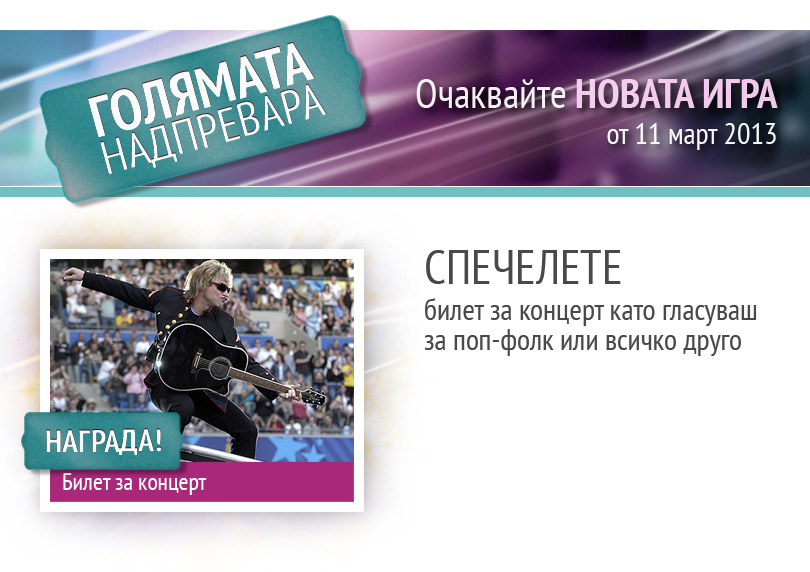 ГОЛЯМАТА
НАДПРЕВАРА
Очаквайте НОВАТА ИГРА
от 11 март 2013
СПЕЧЕЛЕТЕ
билет за концерт като гласуваш
за поп-фолк или всичко друго
НАГРАДА!
Билет за концерт